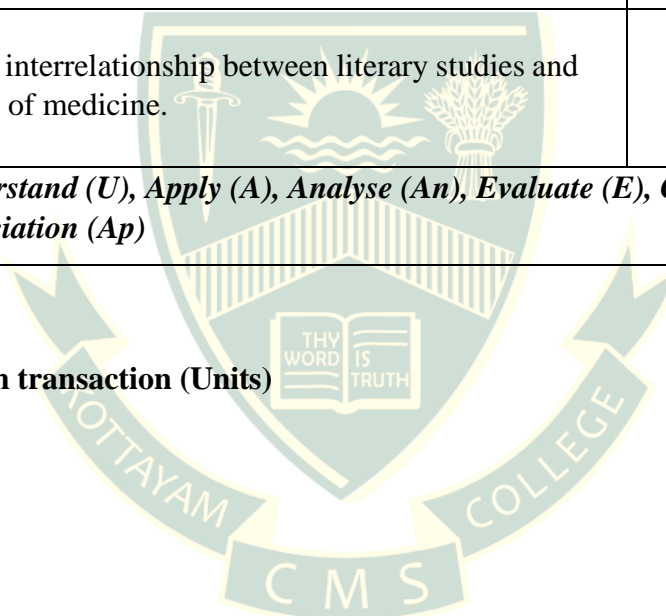 interrelationship between literary studies and
of medicine.
rstand (U), Apply (A), Analyse (An), Evaluate (E),
iation (Ap)
THY
WORD IS
TRUTH
n transaction (Units)
KOTTAYAM
COLLEGE
CMS